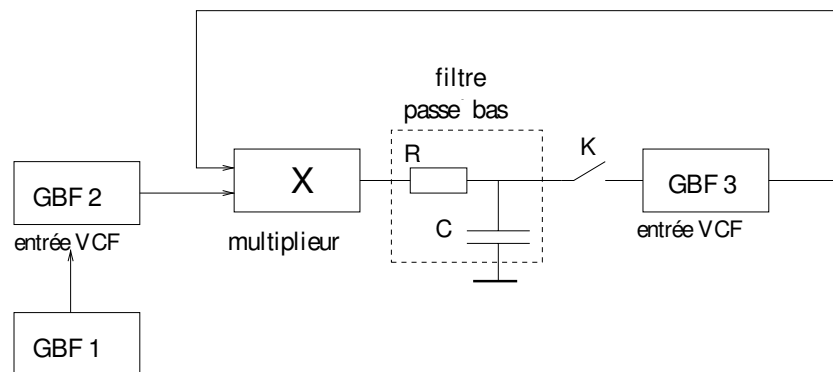 filtre
passe bas
R
K
X
GBF 2
GBF 3
C
entrée VCF
multiplieur
entrée VCF
GBF 1